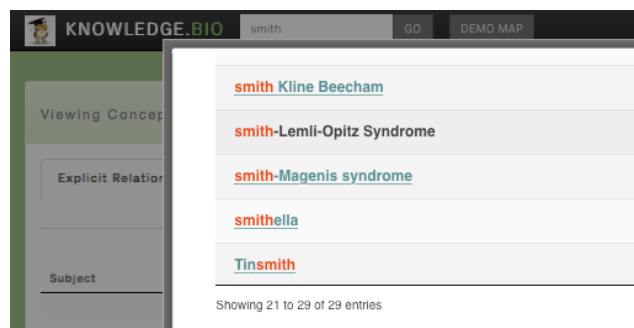 KNOWLEDGE.BIO smith GO DEMO MAP
smith Kline Beecham
Viewing Concep
smith-Lemli-Opitz Syndrome
Explicit Relation
smith-Magenis syndrome
smithella
Tinsmith
Subject
Showing 21 to 29 of 29 entries